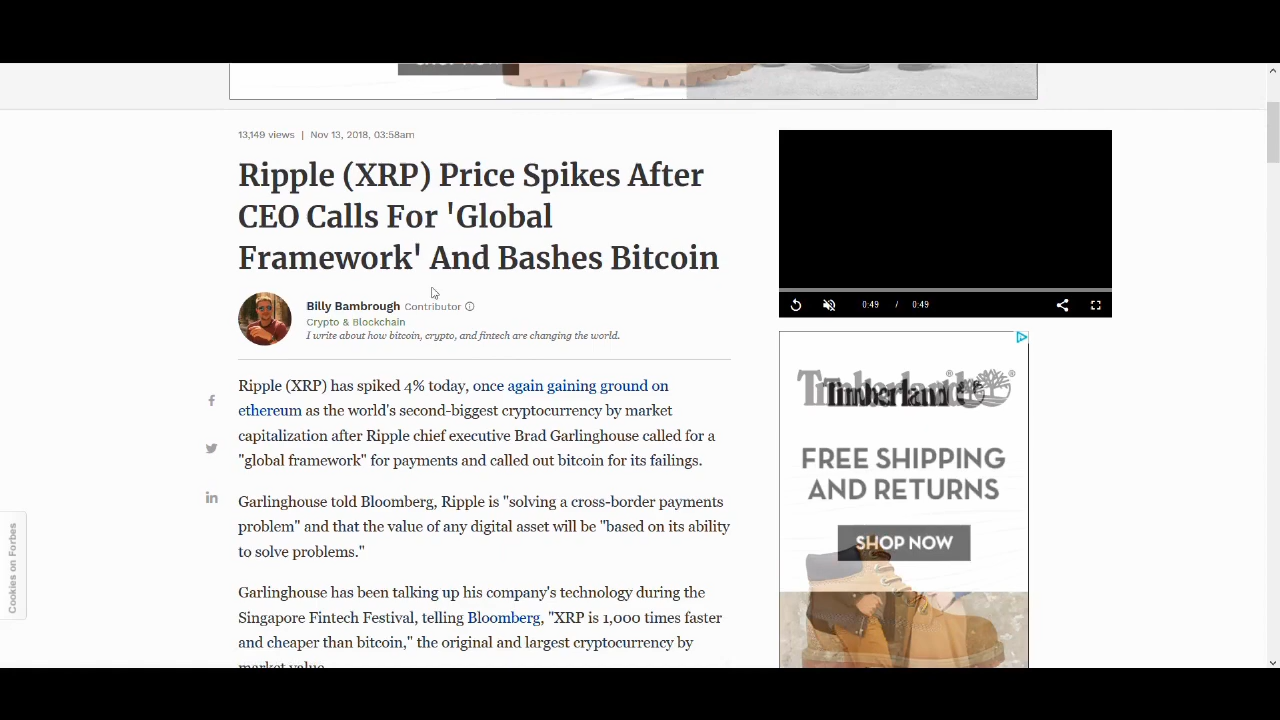 13,149 views | Nov 13, 2018, 03:58am
Ripple (XRP) Price Spikes After
CEO Calls For 'Global
Framework' And Bashes Bitcoin
Billy Bambrough Contributor
Crypto & Blockchain
I write about how bitcoin, crypto, and fintech are changing the world.
Ripple (XRP) has spiked 4% today, once again gaining ground on
ethereum as the world's second-biggest cryptocurrency by market
capitalization after Ripple chief executive Brad Garlinghouse called for a
"global framework" for payments and called out bitcoin for its failings.
Garlinghouse told Bloomberg, Ripple is "solving a cross-border payments
problem" and that the value of any digital asset will be "based on its ability
to solve problems."
Garlinghouse has been talking up his company's technology during the
Singapore Fintech Festival, telling Bloomberg, "XRP is 1,000 times faster
and cheaper than bitcoin," the original and largest cryptocurrency by
market value.
0:49 / 0:49
Timberland
FREE SHIPPING
AND RETURNS
SHOP NOW
Cookies on Forbes